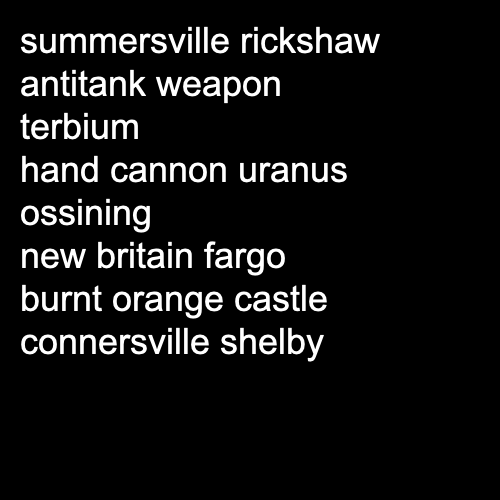 summersville rickshaw
antitank weapon
terbium
hand cannon uranus
ossining
new britain fargo
burnt orange castle
connersville shelby